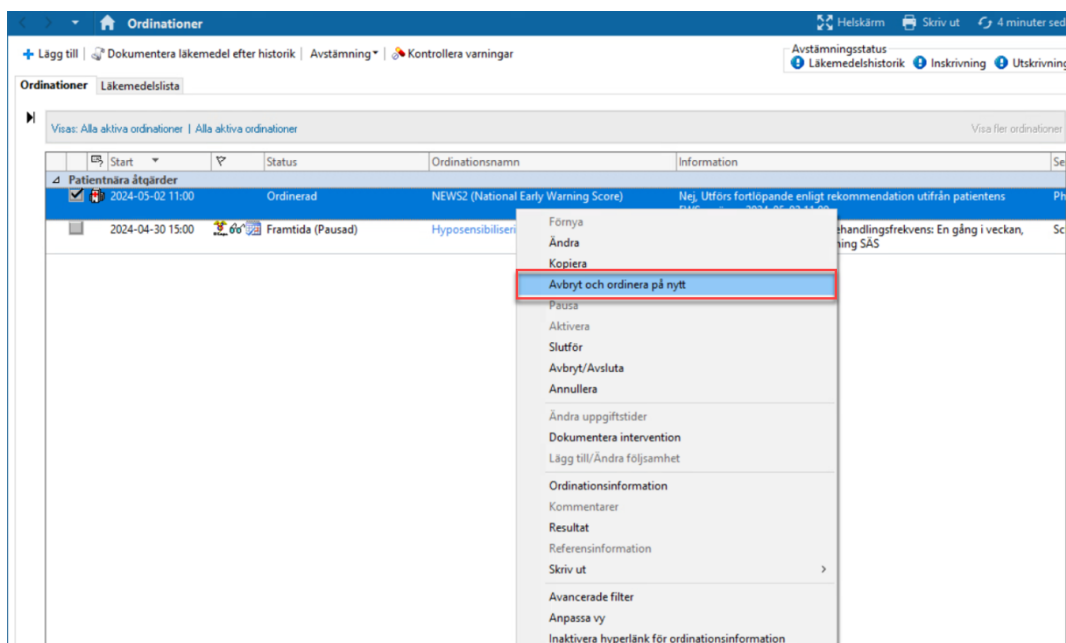 Ordinationer
Helskärm Skriv ut 4 minuter sed
Lägg till | Dokumentera läkemedel efter historik | Avstämning | Kontrollera varningar
Avstämningsstatus
Läkemedelshistorik Inskrivning Utskrivning
Ordinationer Läkemedelslista
Visas: Alla aktiva ordinationer | Alla aktiva ordinationer
Visa fler ordinationer
Start Status Ordinationsnamn Information Se
Patientnära åtgärder
2024-05-02 11:00 Ordinerad NEWS2 (National Early Warning Score) Nej, Utförs fortlöpande enligt rekommendation utifrån patientens Ph
2024-04-30 15:00 Framtida (Pausad) Hyposensibiliseri ehandlingsfrekvens: En gång i veckan, Sc
ning SÄS
Förnya
Ändra
Kopiera
Avbryt och ordinera på nytt
Pausa
Aktivera
Slutför
Avbryt/Avsluta
Annullera
Ändra uppgiftstider
Dokumentera intervention
Lägg till/Ändra följsamhet
Ordinationsinformation
Kommentarer
Resultat
Referensinformation
Skriv ut
Avancerade filter
Anpassa vy
Inaktivera hyperlänk för ordinationsinformation